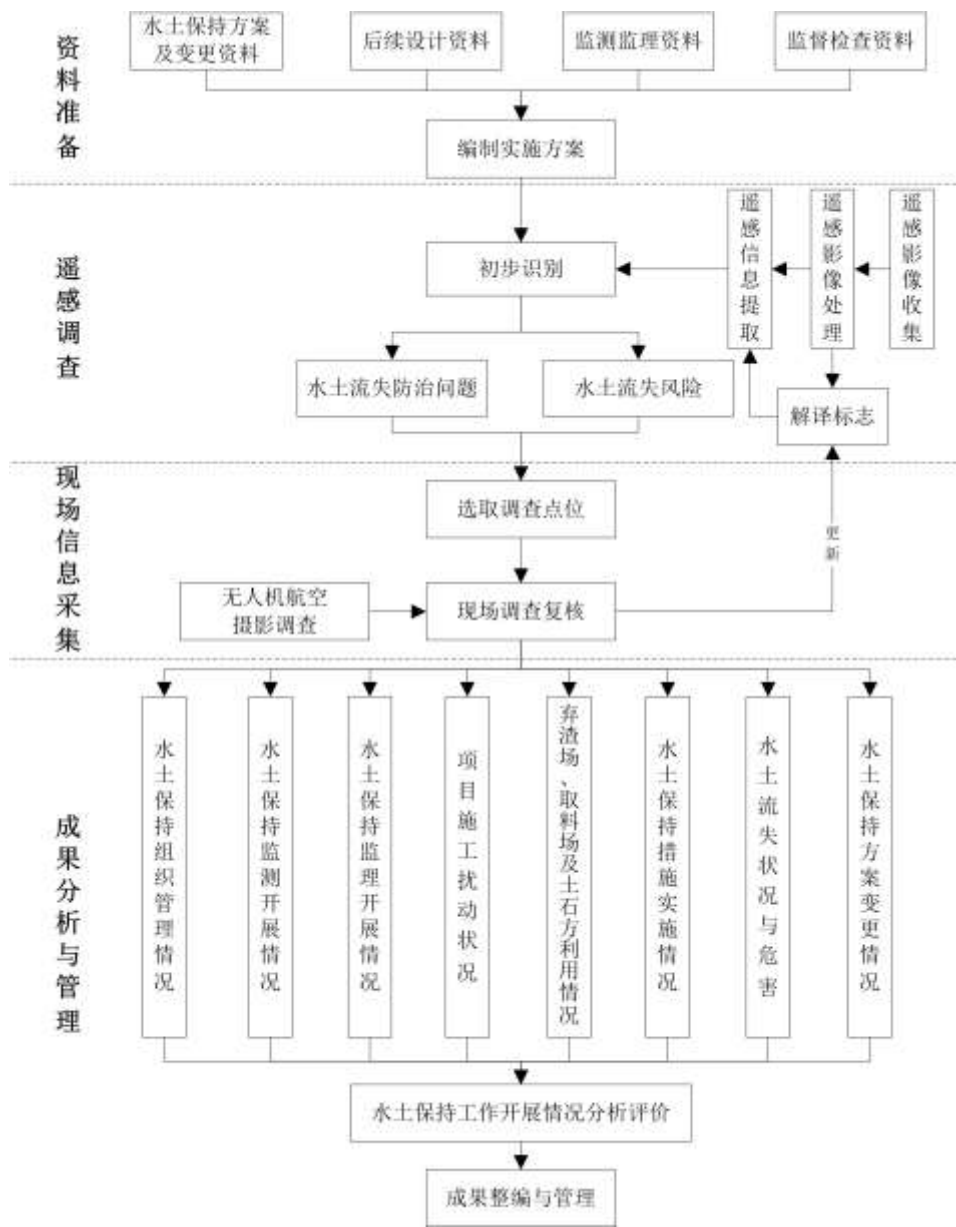 资料准备
水土保持方案
及变更资料
后续设计资料
监测监理资料
监督检查资料
编制实施方案
遥感调查
初步识别
遥感信息提取
遥感影像处理
遥感影像收集
水土流失防治问题
水土流失风险
解译标志
现场信息采集
选取调查点位
更新
无人机航空
摄影调查
现场调查复核
成果分析与管理
水土保持组织管理情况
水土保持监测开展情况
水土保持监理开展情况
项目施工扰动状况
弃渣场、取料场及土石方利用情况
水土保持措施实施情况
水土流失状况与危害
水土保持方案变更情况
水土保持工作开展情况分析评价
成果整编与管理